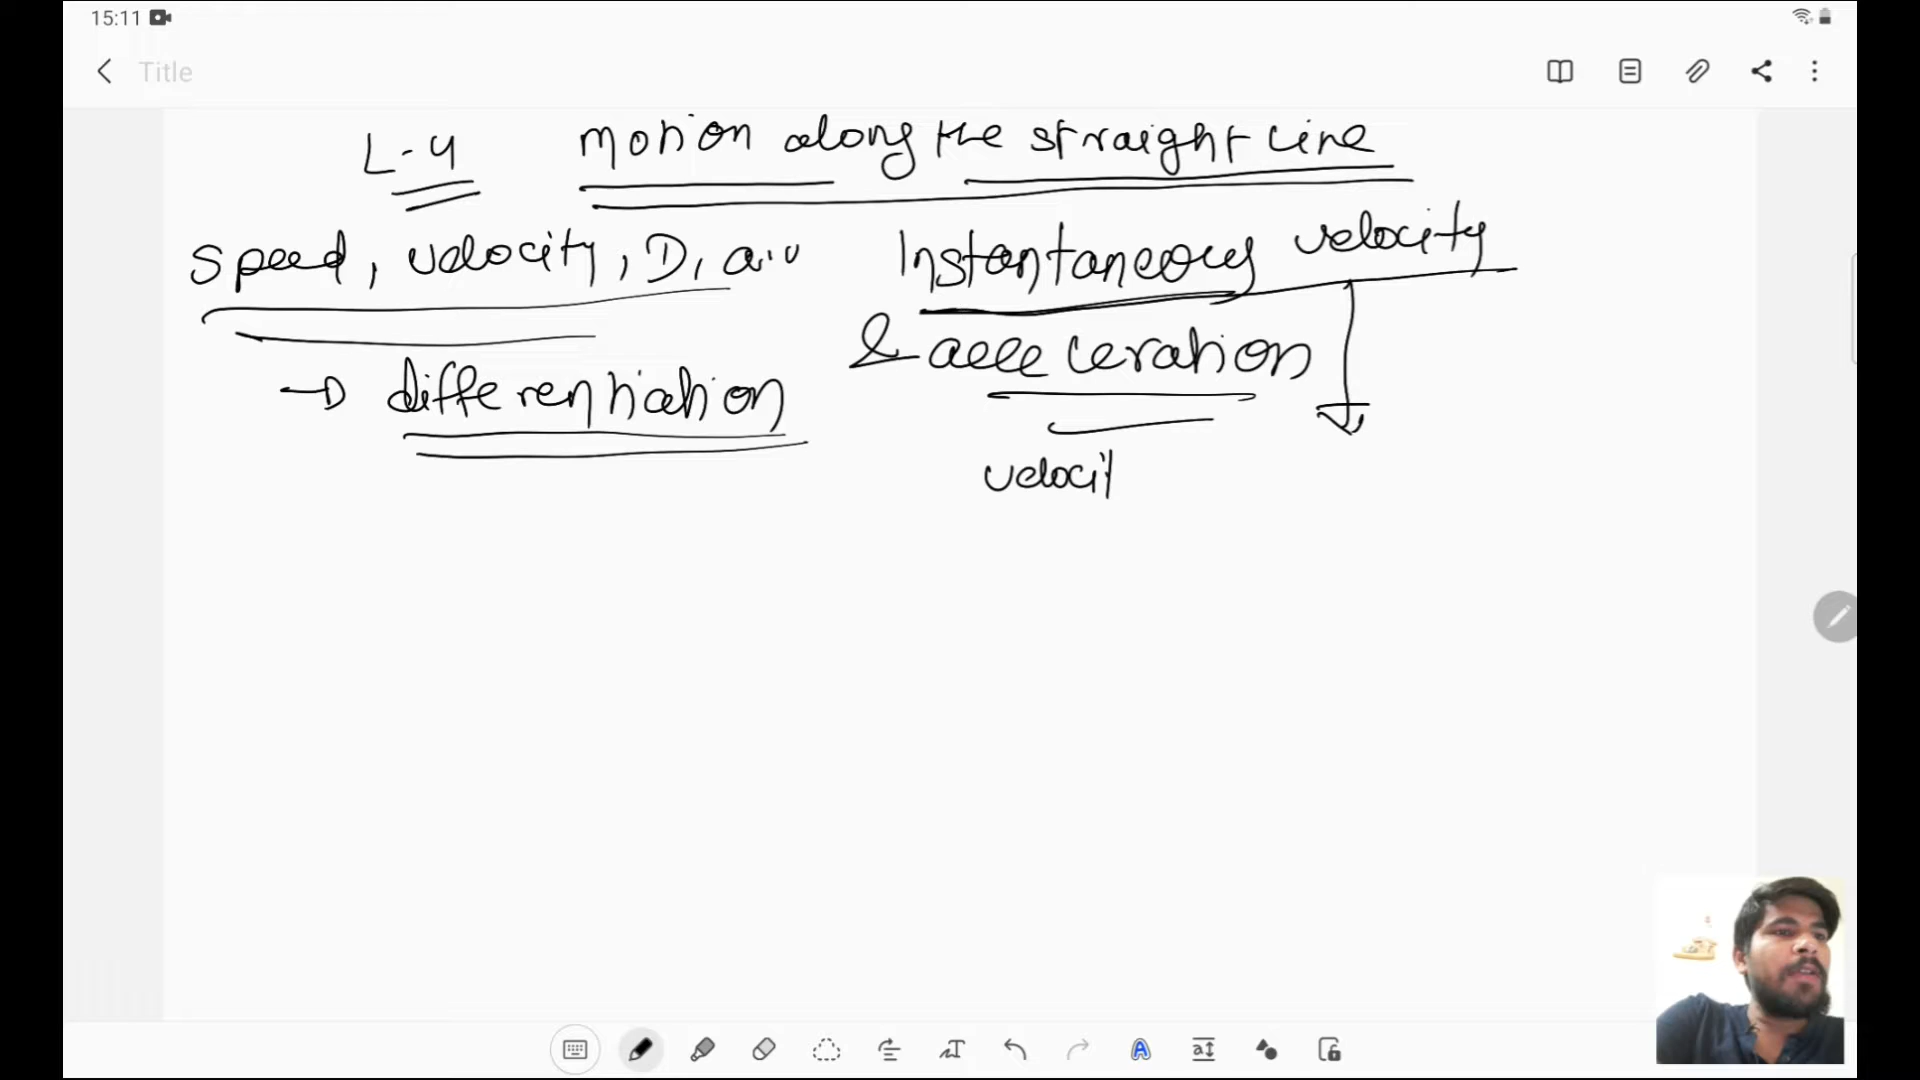 15:11
Title
L-4 motion along the straight line
speed, velocity, D, a.v Instantaneous velocity
& acceleration
→ differentiation
velocit